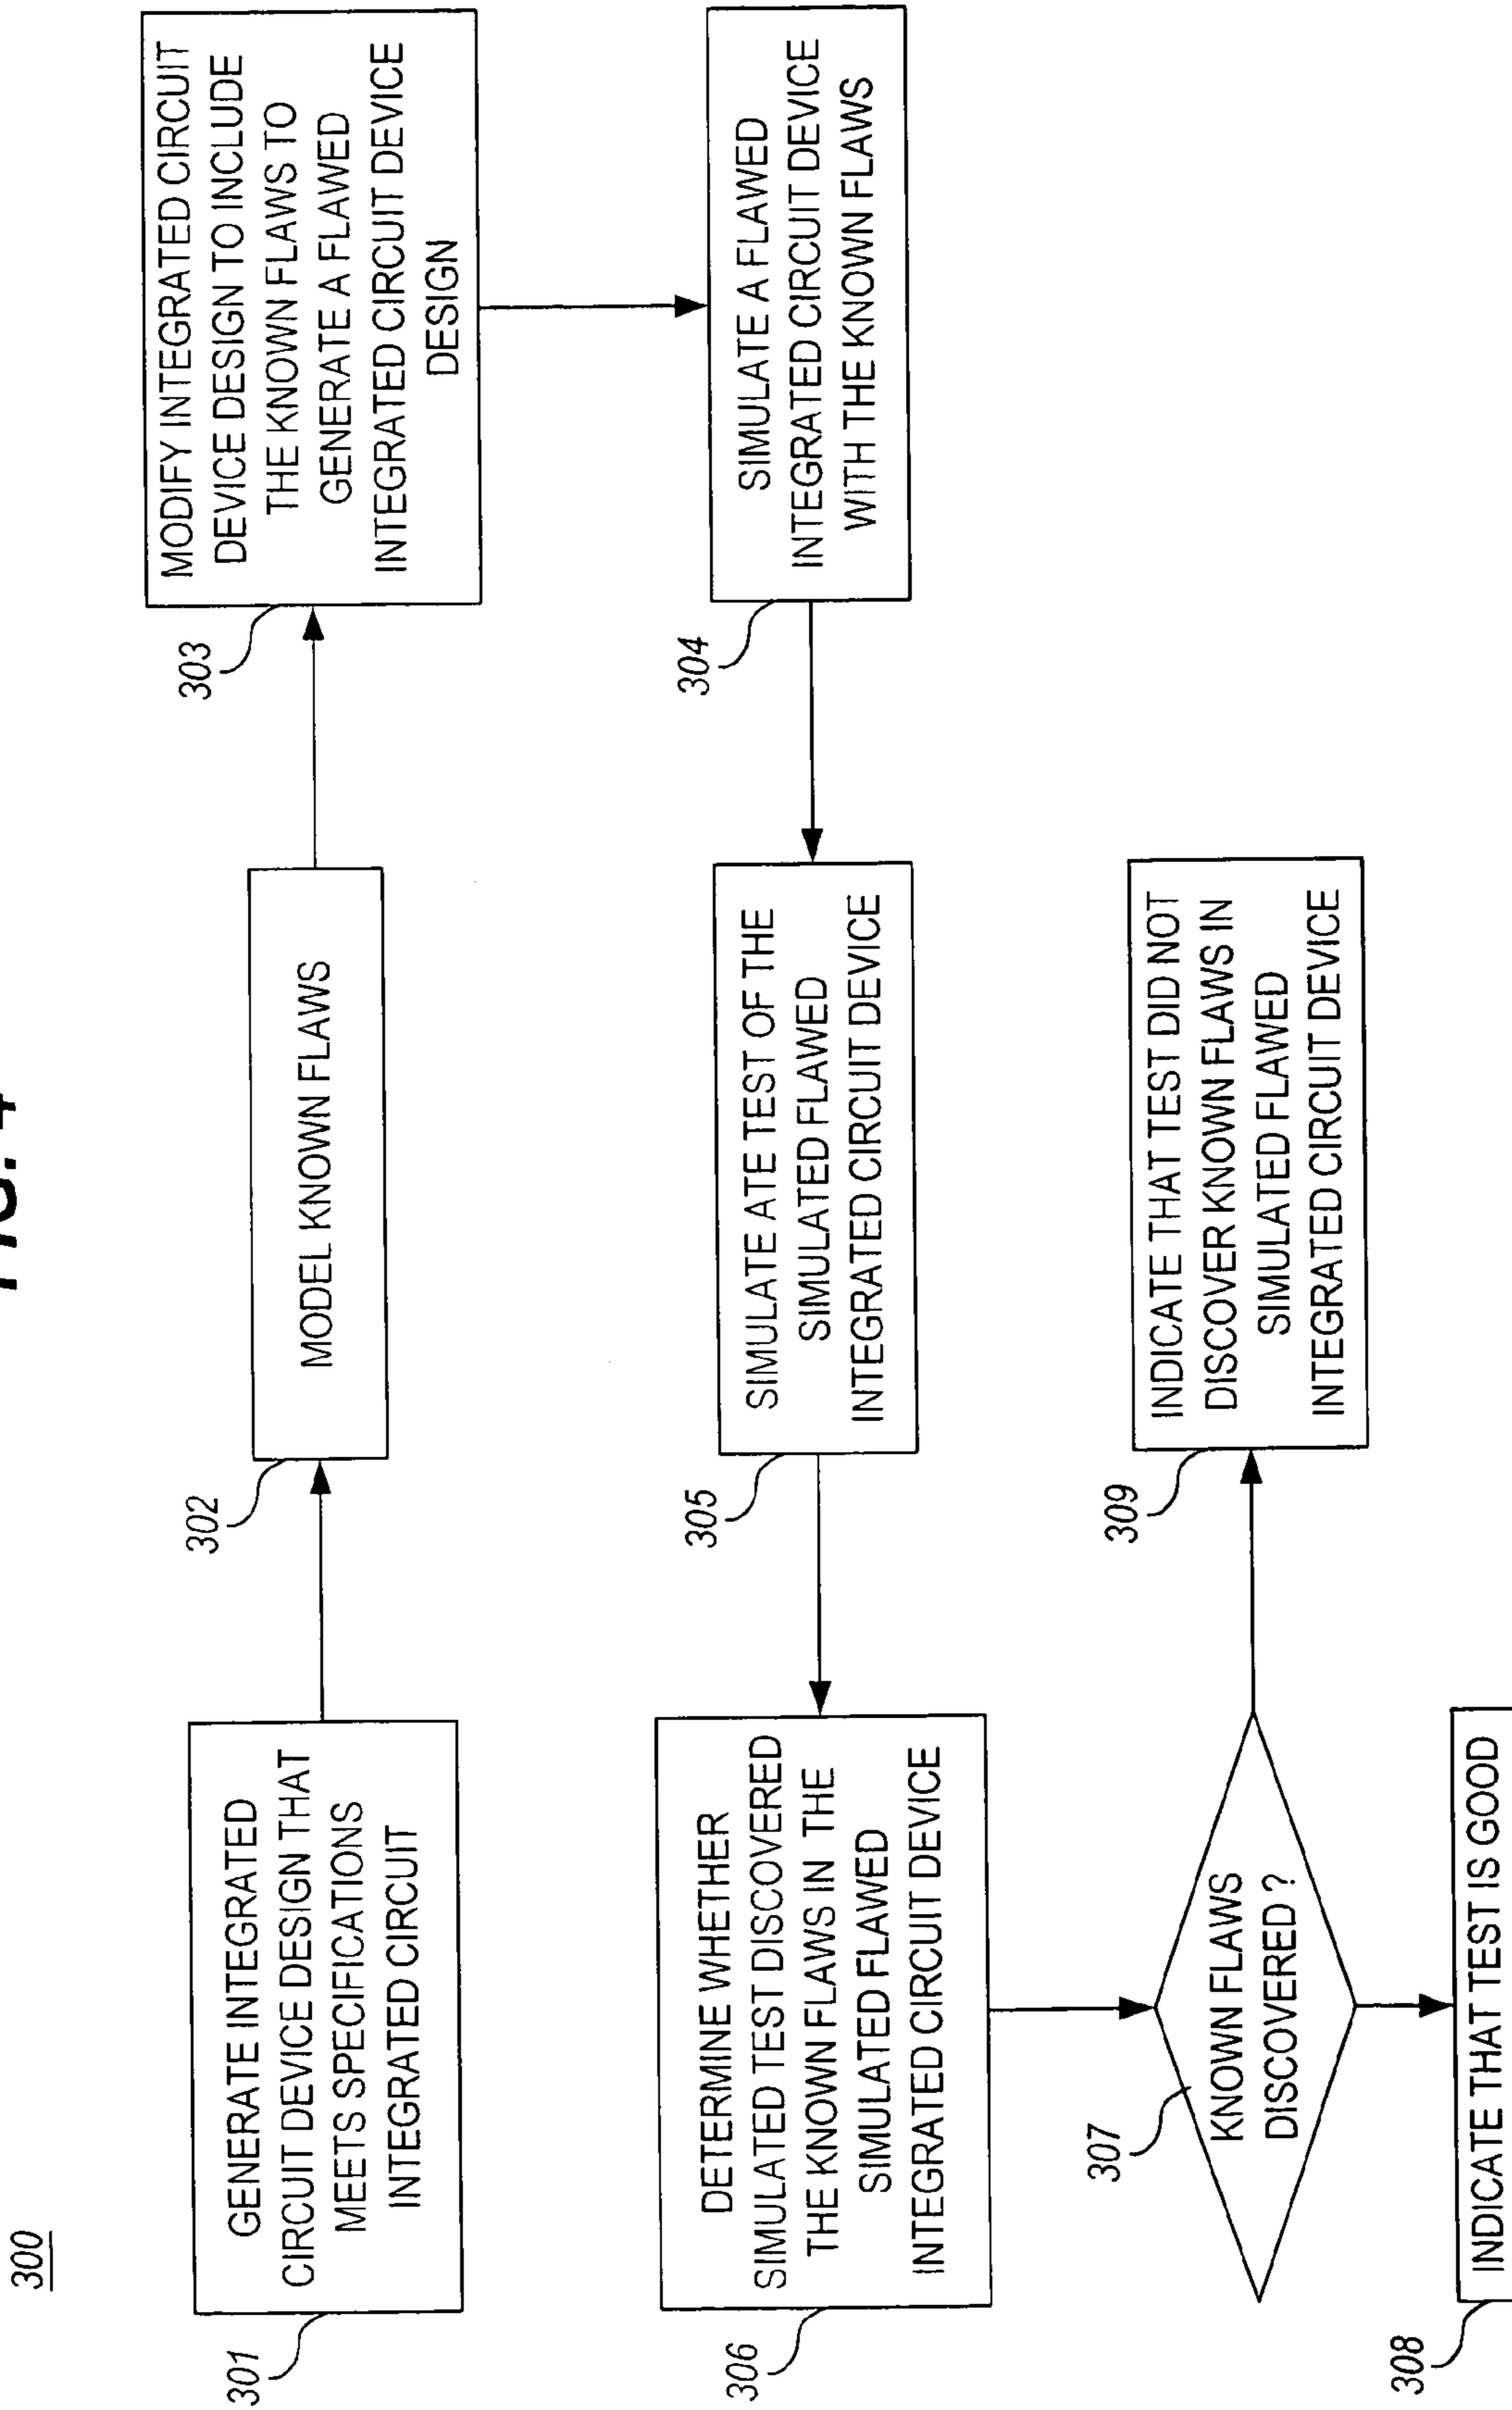 300
301
GENERATE INTEGRATED
CIRCUIT DEVICE DESIGN THAT
MEETS SPECIFICATIONS
INTEGRATED CIRCUIT
302
MODEL KNOWN FLAWS
303
MODIFY INTEGRATED CIRCUIT
DEVICE DESIGN TO INCLUDE
THE KNOWN FLAWS TO
GENERATE A FLAWED
INTEGRATED CIRCUIT DEVICE
DESIGN
304
SIMULATE A FLAWED
INTEGRATED CIRCUIT DEVICE
WITH THE KNOWN FLAWS
305
SIMULATE ATE TEST OF THE
SIMULATED FLAWED
INTEGRATED CIRCUIT DEVICE
306
DETERMINE WHETHER
SIMULATED TEST DISCOVERED
THE KNOWN FLAWS IN THE
SIMULATED FLAWED
INTEGRATED CIRCUIT DEVICE
307
KNOWN FLAWS
DISCOVERED ?
309
INDICATE THAT TEST DID NOT
DISCOVER KNOWN FLAWS IN
SIMULATED FLAWED
INTEGRATED CIRCUIT DEVICE
308
INDICATE THAT TEST IS GOOD